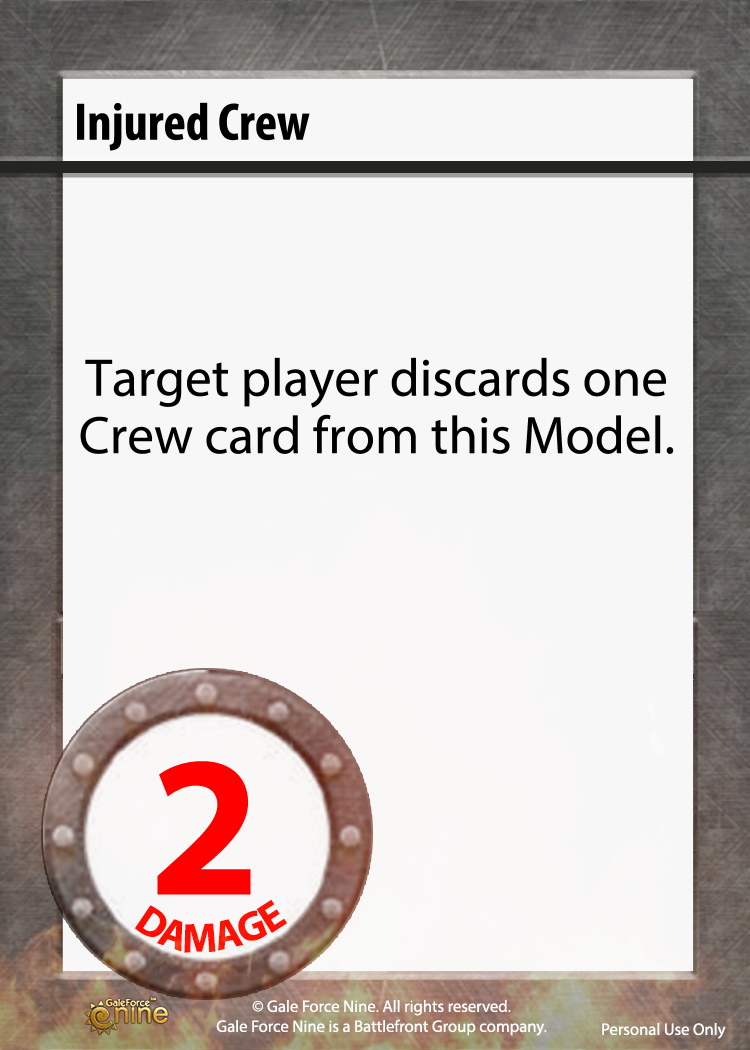 Injured Crew
Target player discards one
Crew card from this Model.
2
DAMAGE
GaleForce™
nine
© Gale Force Nine. All rights reserved.
Gale Force Nine is a Battlefront Group company.
Personal Use Only